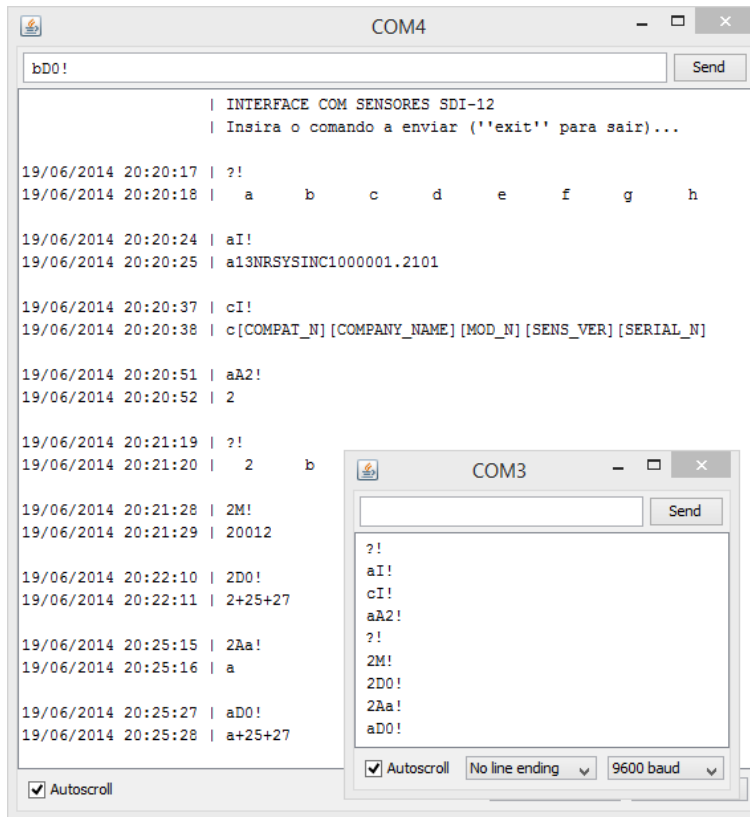 COM4
bD0!
Send
| INTERFACE COM SENSORES SDI-12
| Insira o comando a enviar (''exit'' para sair)...
19/06/2014 20:20:17 | ?!
19/06/2014 20:20:18 | a b c d e f g h
19/06/2014 20:20:24 | aI!
19/06/2014 20:20:25 | a13NRSYSINC1000001.2101
19/06/2014 20:20:37 | cI!
19/06/2014 20:20:38 | c[COMPAT_N][COMPANY_NAME][MOD_N][SENS_VER][SERIAL_N]
19/06/2014 20:20:51 | aA2!
19/06/2014 20:20:52 | 2
19/06/2014 20:21:19 | ?!
19/06/2014 20:21:20 | 2 b
19/06/2014 20:21:28 | 2M!
19/06/2014 20:21:29 | 20012
19/06/2014 20:22:10 | 2D0!
19/06/2014 20:22:11 | 2+25+27
19/06/2014 20:25:15 | 2Aa!
19/06/2014 20:25:16 | a
19/06/2014 20:25:27 | aD0!
19/06/2014 20:25:28 | a+25+27
Autoscroll
COM3
Send
?!
aI!
cI!
aA2!
?!
2M!
2D0!
2Aa!
aD0!
Autoscroll No line ending 9600 baud